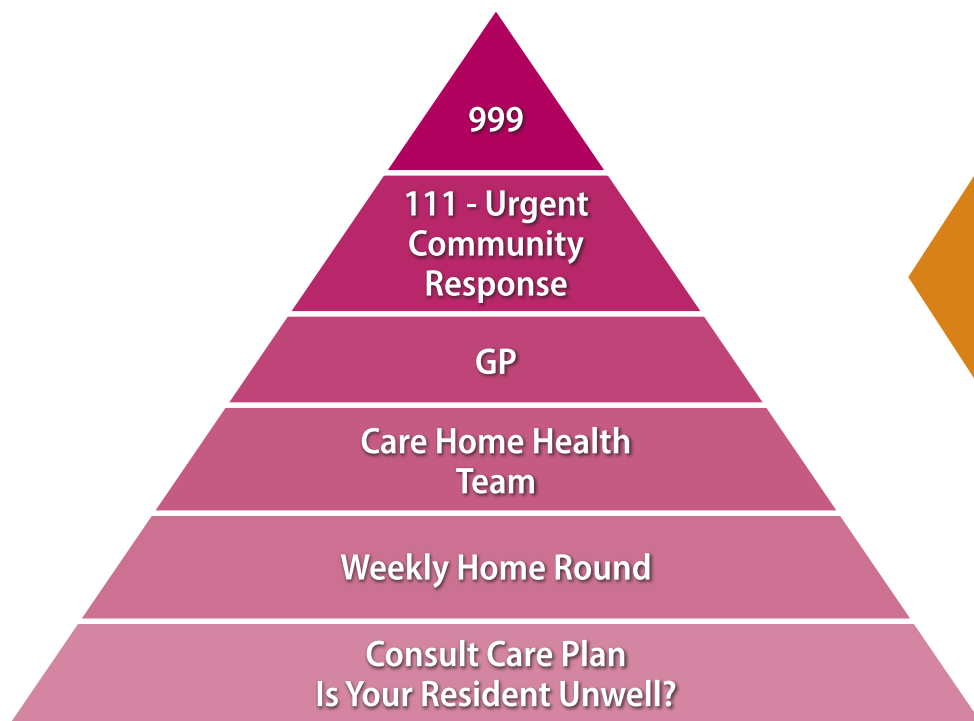 999
111 - Urgent
Community
Response
GP
Care Home Health
Team
Weekly Home Round
Consult Care Plan
Is Your Resident Unwell?